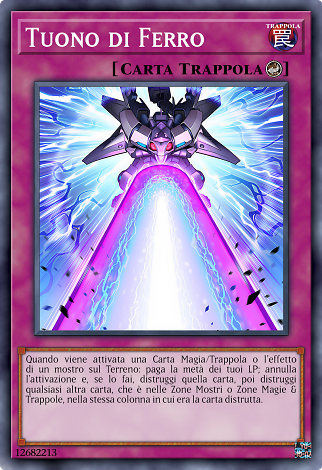 Tuono di Ferro
TRAPPOLA
罠
[Carta Trappola]
Quando viene attivata una Carta Magia/Trappola o l'effetto
di un mostro sul Terreno: paga la metà dei tuoi LP; annulla
l'attivazione e, se lo fai, distruggi quella carta, poi distruggi
qualsiasi altra carta, che è nelle Zone Mostri o Zone Magie &
Trappole, nella stessa colonna in cui era la carta distrutta.
12682213